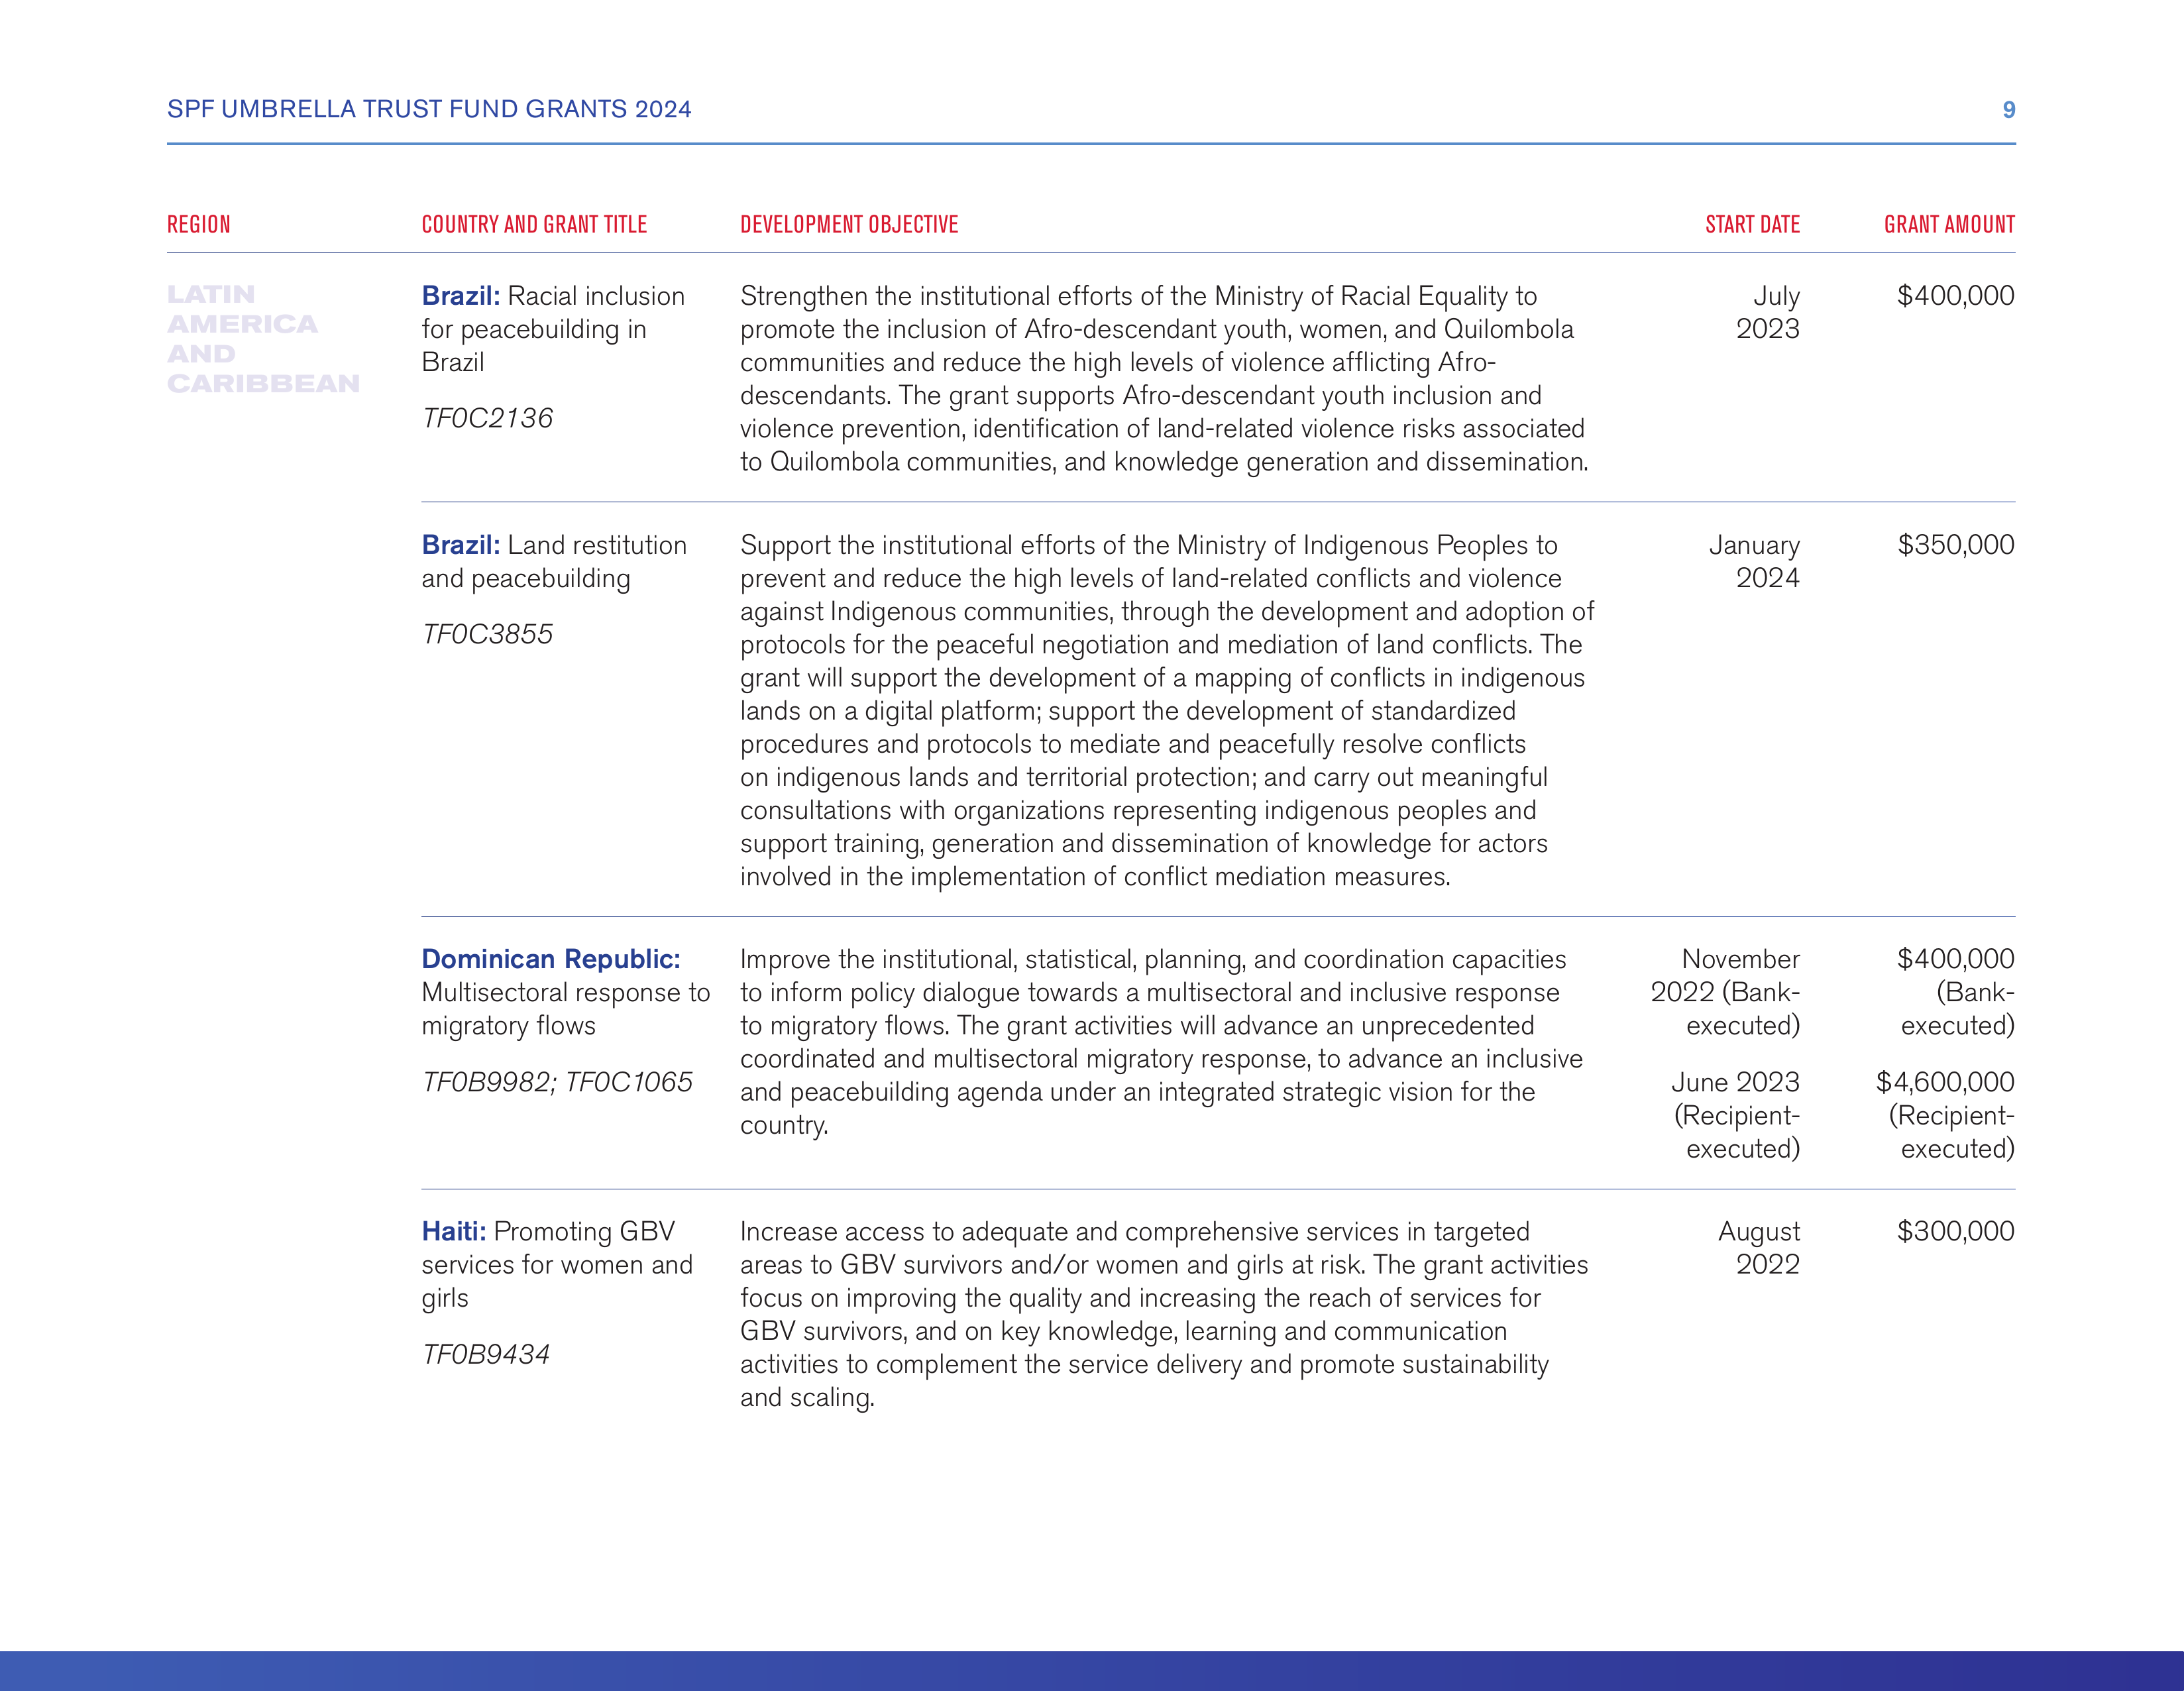 SPF UMBRELLA TRUST FUND GRANTS 2024
9
REGION
COUNTRY AND GRANT TITLE
DEVELOPMENT OBJECTIVE
START DATE
GRANT AMOUNT
LATIN
AMERICA
AND
CARIBBEAN
Brazil: Racial inclusion
for peacebuilding in
Brazil
TF0C2136
Strengthen the institutional efforts of the Ministry of Racial Equality to
promote the inclusion of Afro-descendant youth, women, and Quilombola
communities and reduce the high levels of violence afflicting Afro-
descendants. The grant supports Afro-descendant youth inclusion and
violence prevention, identification of land-related violence risks associated
to Quilombola communities, and knowledge generation and dissemination.
July
2023
$400,000
Brazil: Land restitution
and peacebuilding
TF0C3855
Support the institutional efforts of the Ministry of Indigenous Peoples to
prevent and reduce the high levels of land-related conflicts and violence
against Indigenous communities, through the development and adoption of
protocols for the peaceful negotiation and mediation of land conflicts. The
grant will support the development of a mapping of conflicts in indigenous
lands on a digital platform; support the development of standardized
procedures and protocols to mediate and peacefully resolve conflicts
on indigenous lands and territorial protection; and carry out meaningful
consultations with organizations representing indigenous peoples and
support training, generation and dissemination of knowledge for actors
involved in the implementation of conflict mediation measures.
January
2024
$350,000
Dominican Republic:
Multisectoral response to
migratory flows
TF0B9982; TF0C1065
Improve the institutional, statistical, planning, and coordination capacities
to inform policy dialogue towards a multisectoral and inclusive response
to migratory flows. The grant activities will advance an unprecedented
coordinated and multisectoral migratory response, to advance an inclusive
and peacebuilding agenda under an integrated strategic vision for the
country.
November
2022 (Bank-
executed)
June 2023
(Recipient-
executed)
$400,000
(Bank-
executed)
$4,600,000
(Recipient-
executed)
Haiti: Promoting GBV
services for women and
girls
TF0B9434
Increase access to adequate and comprehensive services in targeted
areas to GBV survivors and/or women and girls at risk. The grant activities
focus on improving the quality and increasing the reach of services for
GBV survivors, and on key knowledge, learning and communication
activities to complement the service delivery and promote sustainability
and scaling.
August
2022
$300,000